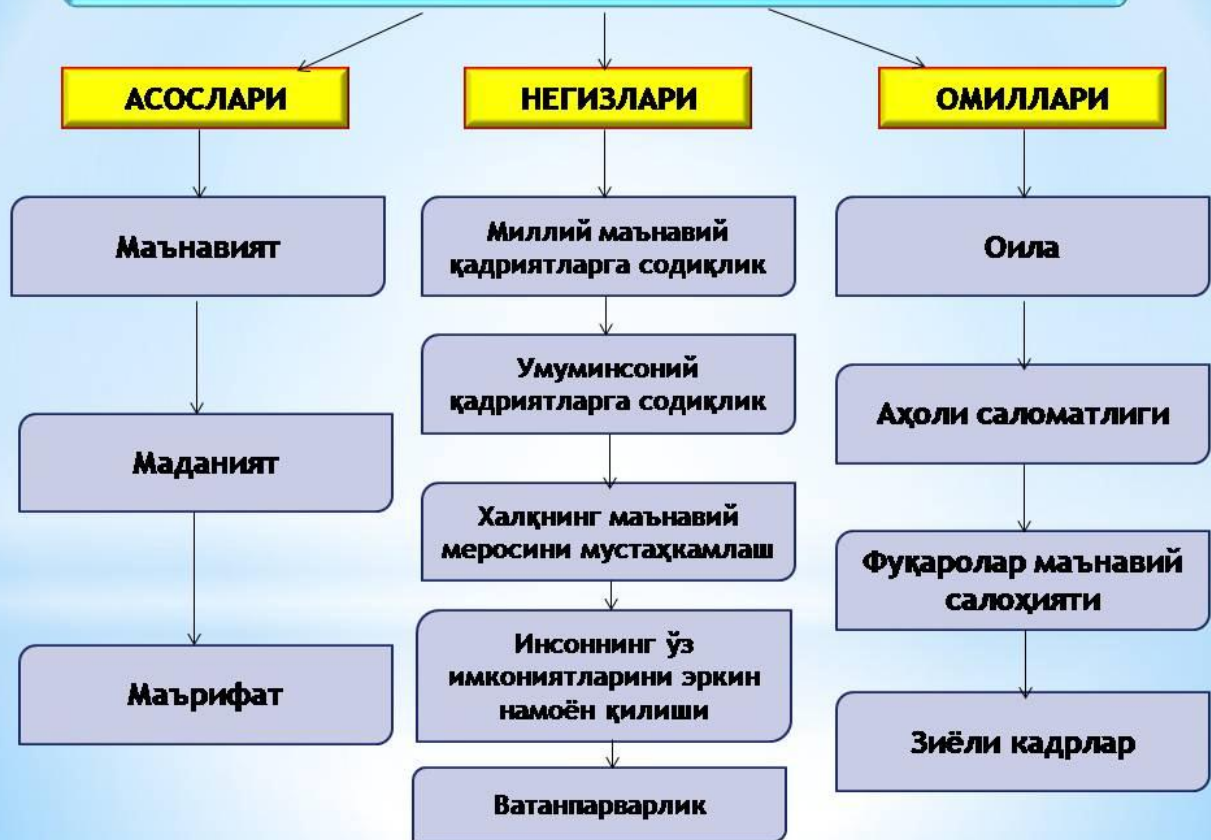 АСОСЛАРИ
Маънавият
Маданият
Маърифат
НЕГИЗЛАРИ
Миллий маънавий
қадриятларга содиқлик
Умуминсоний
қадриятларга содиқлик
Халқнинг маънавий
меросини мустаҳкамлаш
Инсоннинг ўз
имкониятларини эркин
намоён қилиши
Ватанпарварлик
ОМИЛЛАРИ
Оила
Аҳоли саломатлиги
Фуқаролар маънавий
салоҳияти
Зиёли кадрлар